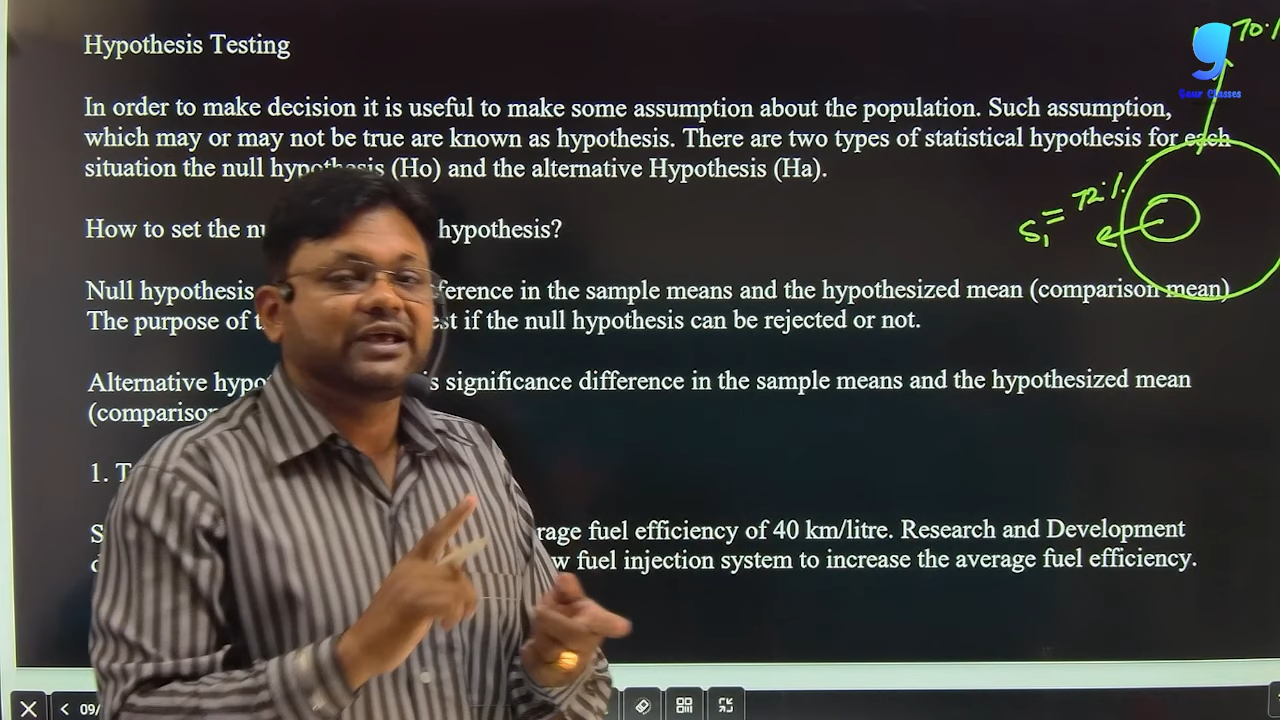 Hypothesis Testing
70%
Gaur Classes
In order to make decision it is useful to make some assumption about the population. Such assumption,
which may or may not be true are known as hypothesis. There are two types of statistical hypothesis for each
situation the null hypothesis (Ho) and the alternative Hypothesis (Ha).
S₁ = 72%
How to set the hypothesis?
Null hypothesis in the sample means and the hypothesized mean (comparison mean)
The purpose of if the null hypothesis can be rejected or not.
Alternative is significance difference in the sample means and the hypothesized mean
1.
fuel efficiency of 40 km/litre. Research and Development
fuel injection system to increase the average fuel efficiency.
09/